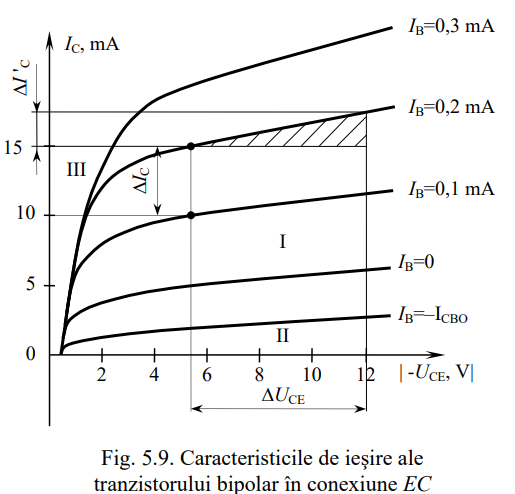 I_C, mA
I_B=0,3 mA
ΔI'_C
I_B=0,2 mA
15
III
ΔI_C
I_B=0,1 mA
10
I
I_B=0
5
I_B=–I_CBO
II
0
2 4 6 8 10 12 | -U_CE, V|
ΔU_CE
Fig. 5.9. Caracteristicile de ieşire ale
tranzistorului bipolar în conexiune EC